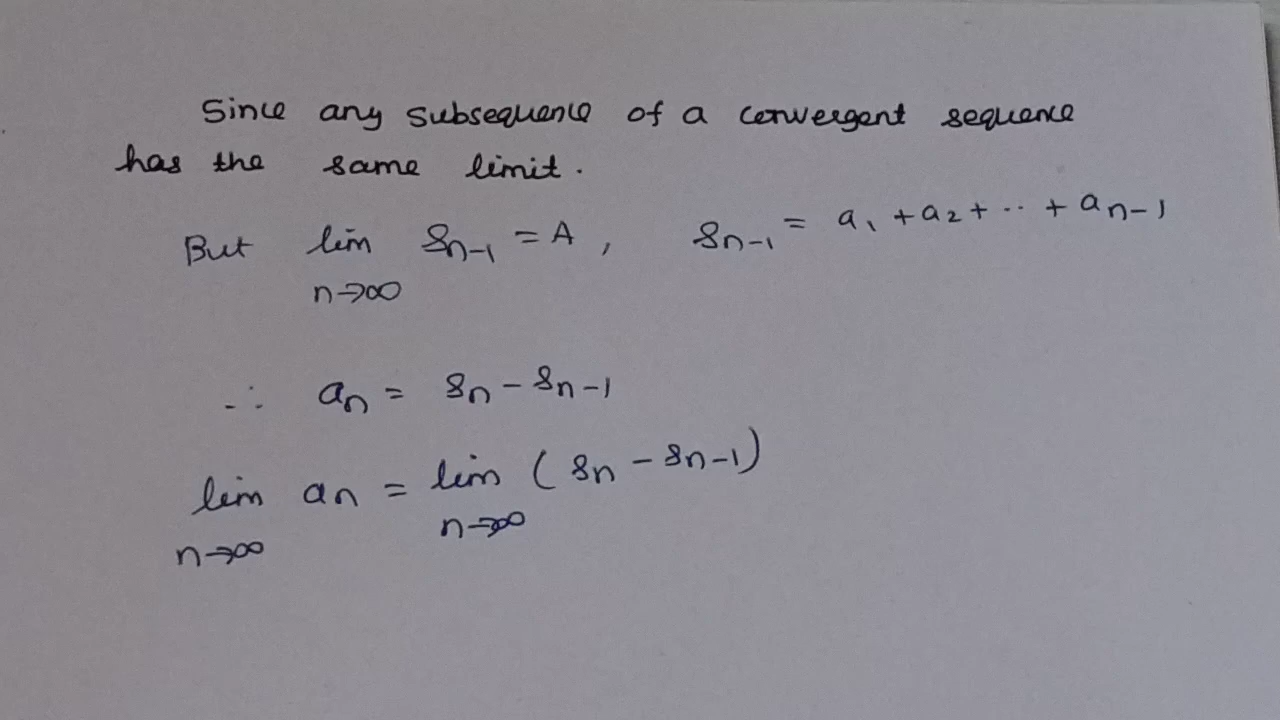 Since any subsequence of a convergent sequence
has the same limit.
But lim n→∞ Sn-1 = A, Sn-1 = a1 + a2 + .. + an-1
∴ an = Sn - Sn-1
lim n→∞ an = lim n→∞ (Sn - Sn-1)